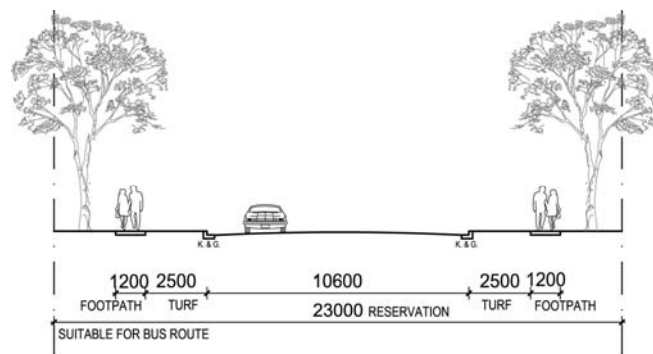 K. & G. K. & G.
1200 2500 10600 2500 1200
FOOTPATH TURF 23000 RESERVATION TURF FOOTPATH
SUITABLE FOR BUS ROUTE